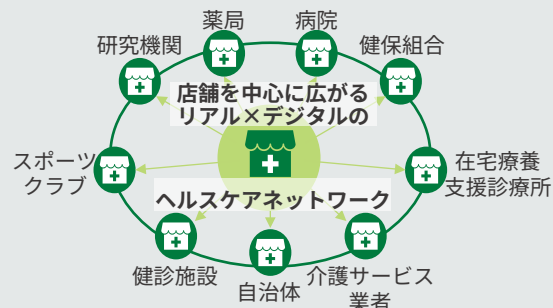 薬局
病院
研究機関
健保組合
店舗を中心に広がる
リアル×デジタルの
スポーツ
クラブ
在宅療養
支援診療所
ヘルスケアネットワーク
健診施設
自治体
介護サービス
業者